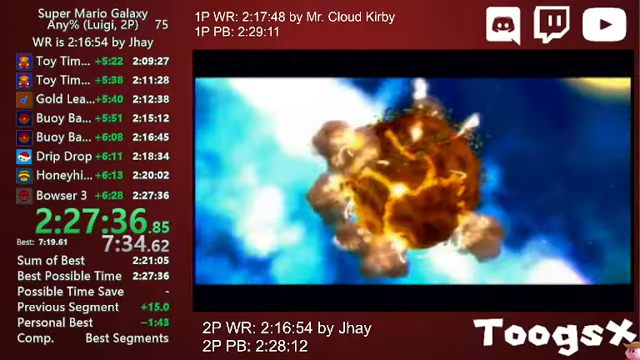 Super Mario Galaxy
Any% (Luigi, 2P) 75
WR is 2:16:54 by Jhay
Toy Tim... +5:22 2:09:27
Toy Tim... +5:38 2:11:28
Gold Lea... +5:40 2:12:38
Buoy Ba... +5:51 2:15:12
Buoy Ba... +6:08 2:16:45
Drip Drop +6:11 2:18:34
Honeyhi... +6:13 2:20:02
Bowser 3 +6:28 2:27:36
2:27:36.85
Best: 7:19.61 7:34.62
Sum of Best 2:21:05
Best Possible Time 2:27:36
Possible Time Save -
Previous Segment +15.0
Personal Best -1:43
Comp. Best Segments
1P WR: 2:17:48 by Mr. Cloud Kirby
1P PB: 2:29:11
2P WR: 2:16:54 by Jhay
2P PB: 2:28:12
ToogsX